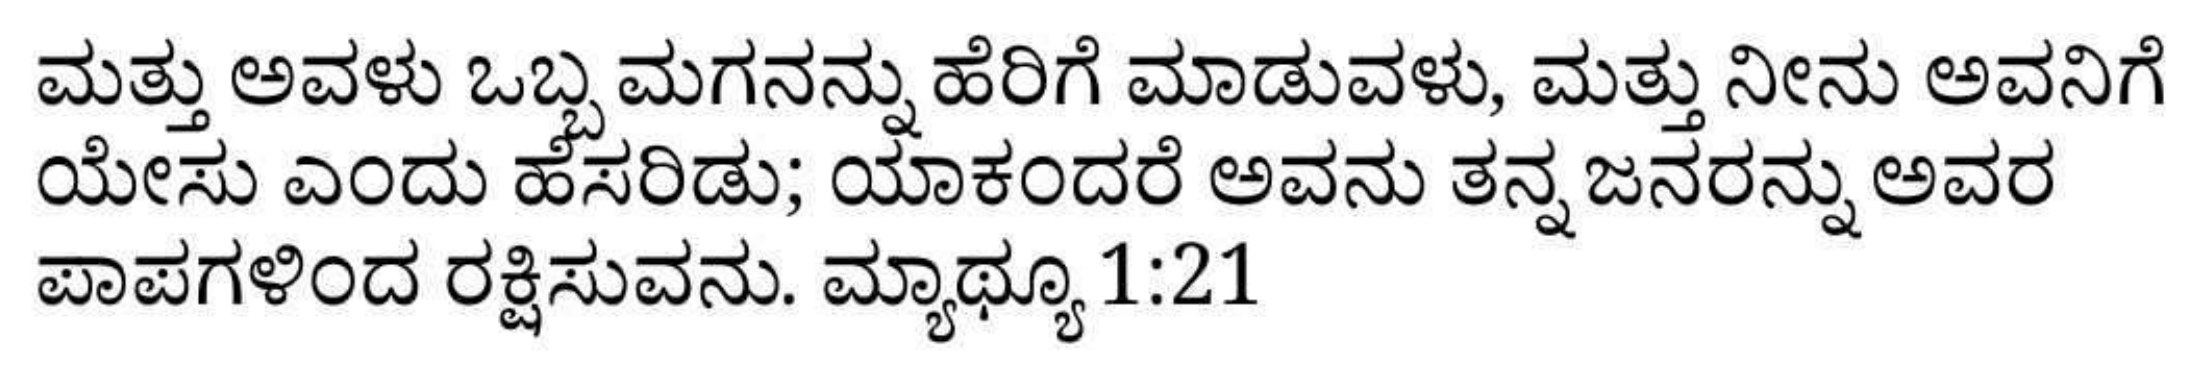 ಮತ್ತು ಅವಳು ಒಬ್ಬ ಮಗನನ್ನು ಹೆರಿಗೆ ಮಾಡುವಳು, ಮತ್ತು ನೀನು ಅವನಿಗೆ
ಯೇಸು ಎಂದು ಹೆಸರಿಡು; ಯಾಕಂದರೆ ಅವನು ತನ್ನ ಜನರನ್ನು ಅವರ
ಪಾಪಗಳಿಂದ ರಕ್ಷಿಸುವನು. ಮ್ಯಾಥ್ಯೂ 1:21